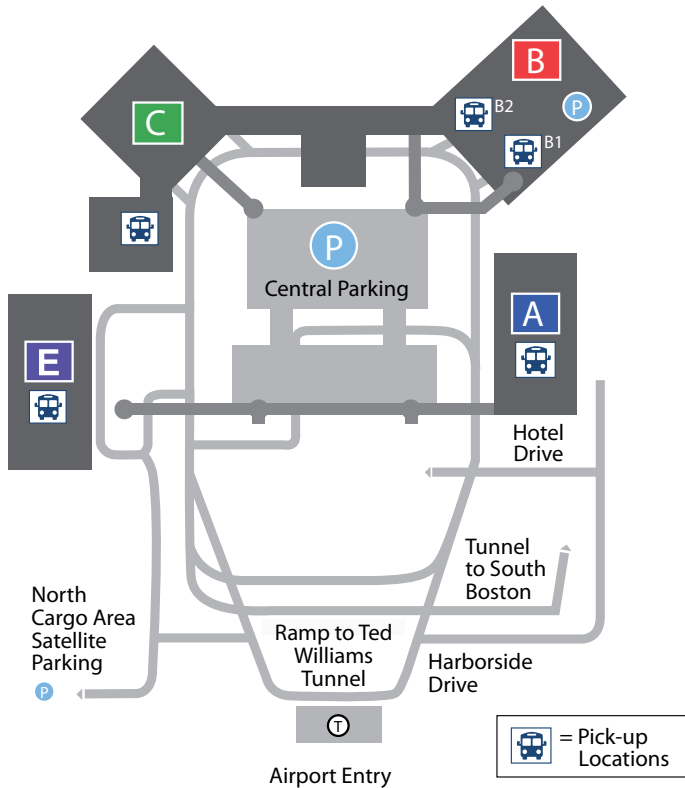 B
B2
P
C
B1
P
Central Parking
A
E
Hotel
Drive
Tunnel
to South
Boston
North
Cargo Area
Satellite
Parking
P
Ramp to Ted
Williams
Tunnel
Harborside
Drive
T
Airport Entry
= Pick-up
Locations